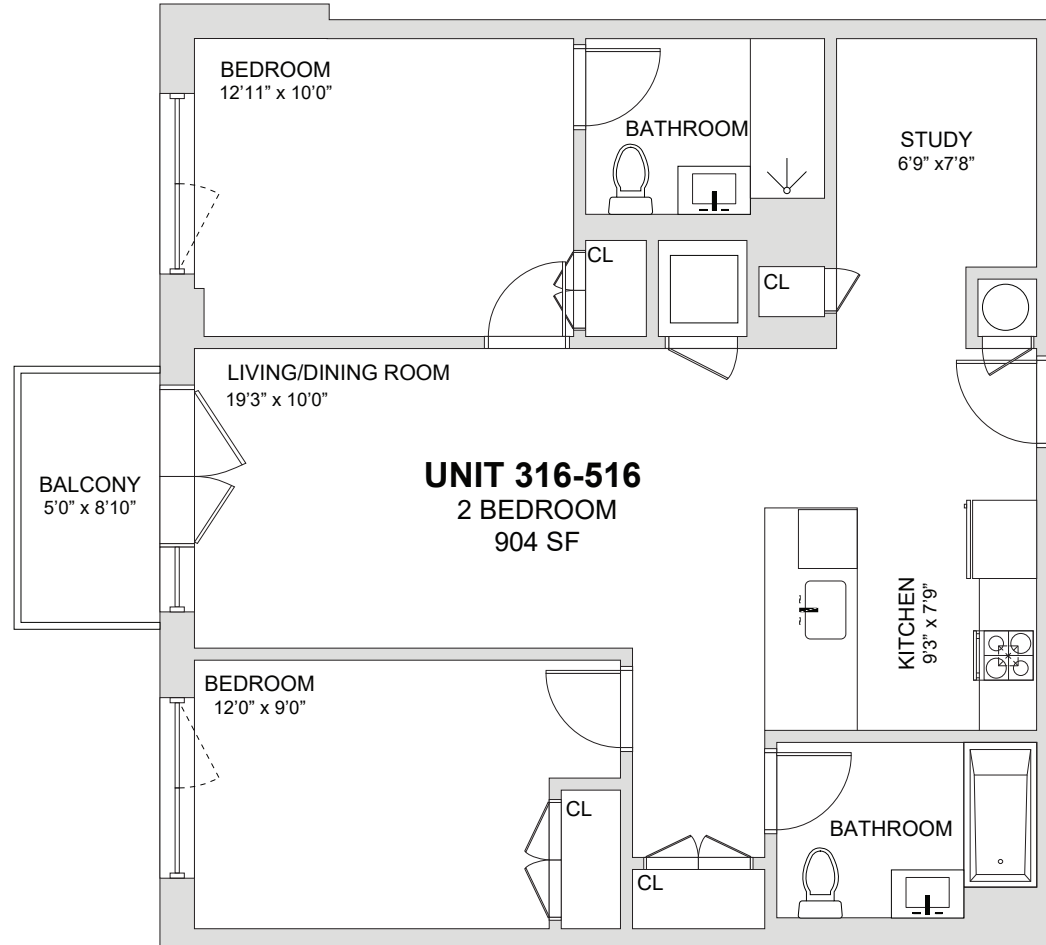 BEDROOM
12’11” x 10’0”
BATHROOM
STUDY
6’9” x7’8”
CL
CL
LIVING/DINING ROOM
19’3” x 10’0”
UNIT 316-516
2 BEDROOM
904 SF
BALCONY
5’0” x 8’10”
KITCHEN
9’3” x 7’9”
BEDROOM
12’0” x 9’0”
CL
BATHROOM
CL